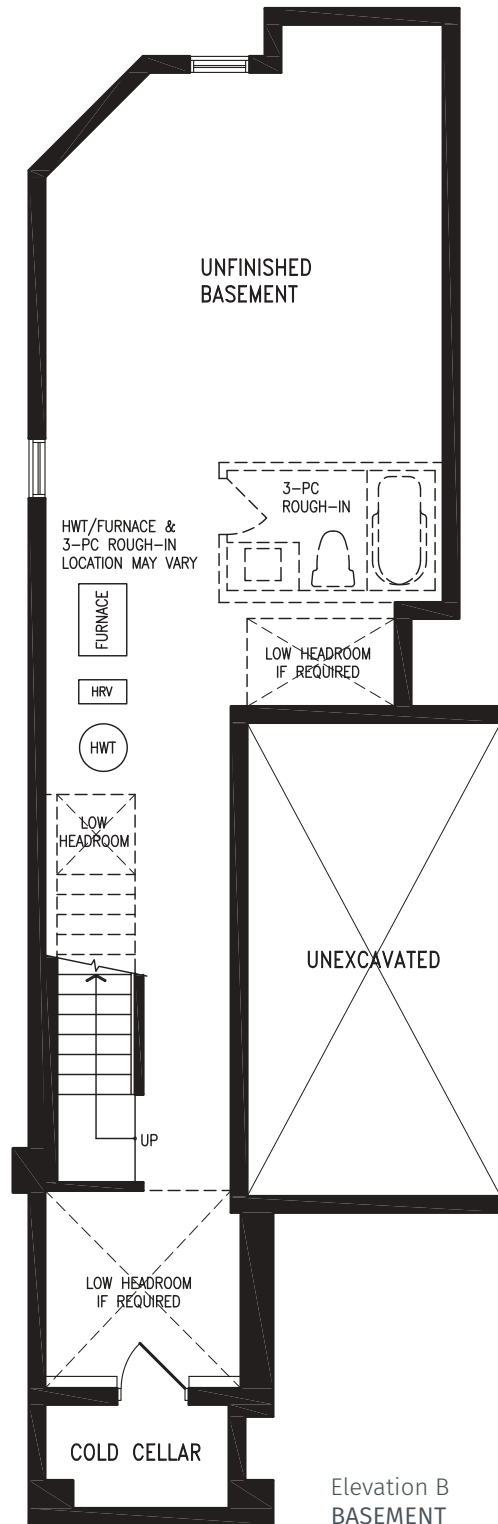 UNFINISHED
BASEMENT
3-PC
ROUGH-IN
HWT/FURNACE &
3-PC ROUGH-IN
LOCATION MAY VARY
FURNACE
LOW HEADROOM
IF REQUIRED
HRV
HWT
LOW
HEADROOM
UNEXCAVATED
UP
LOW HEADROOM
IF REQUIRED
COLD CELLAR
Elevation B
BASEMENT